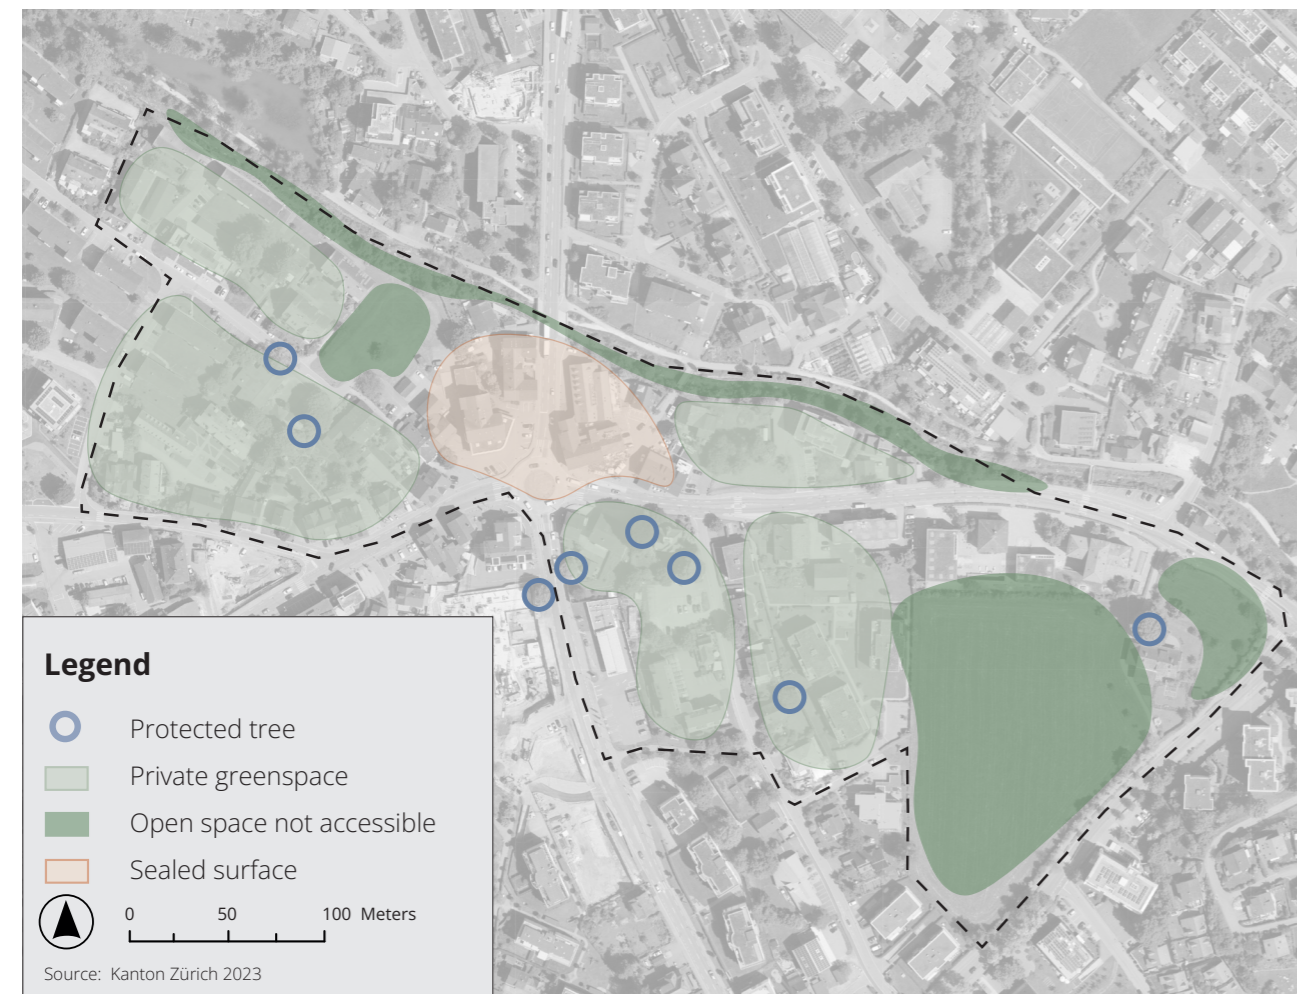 Legend
Protected tree
Private greenspace
Open space not accessible
Sealed surface
0 50 100 Meters
Source: Kanton Zürich 2023